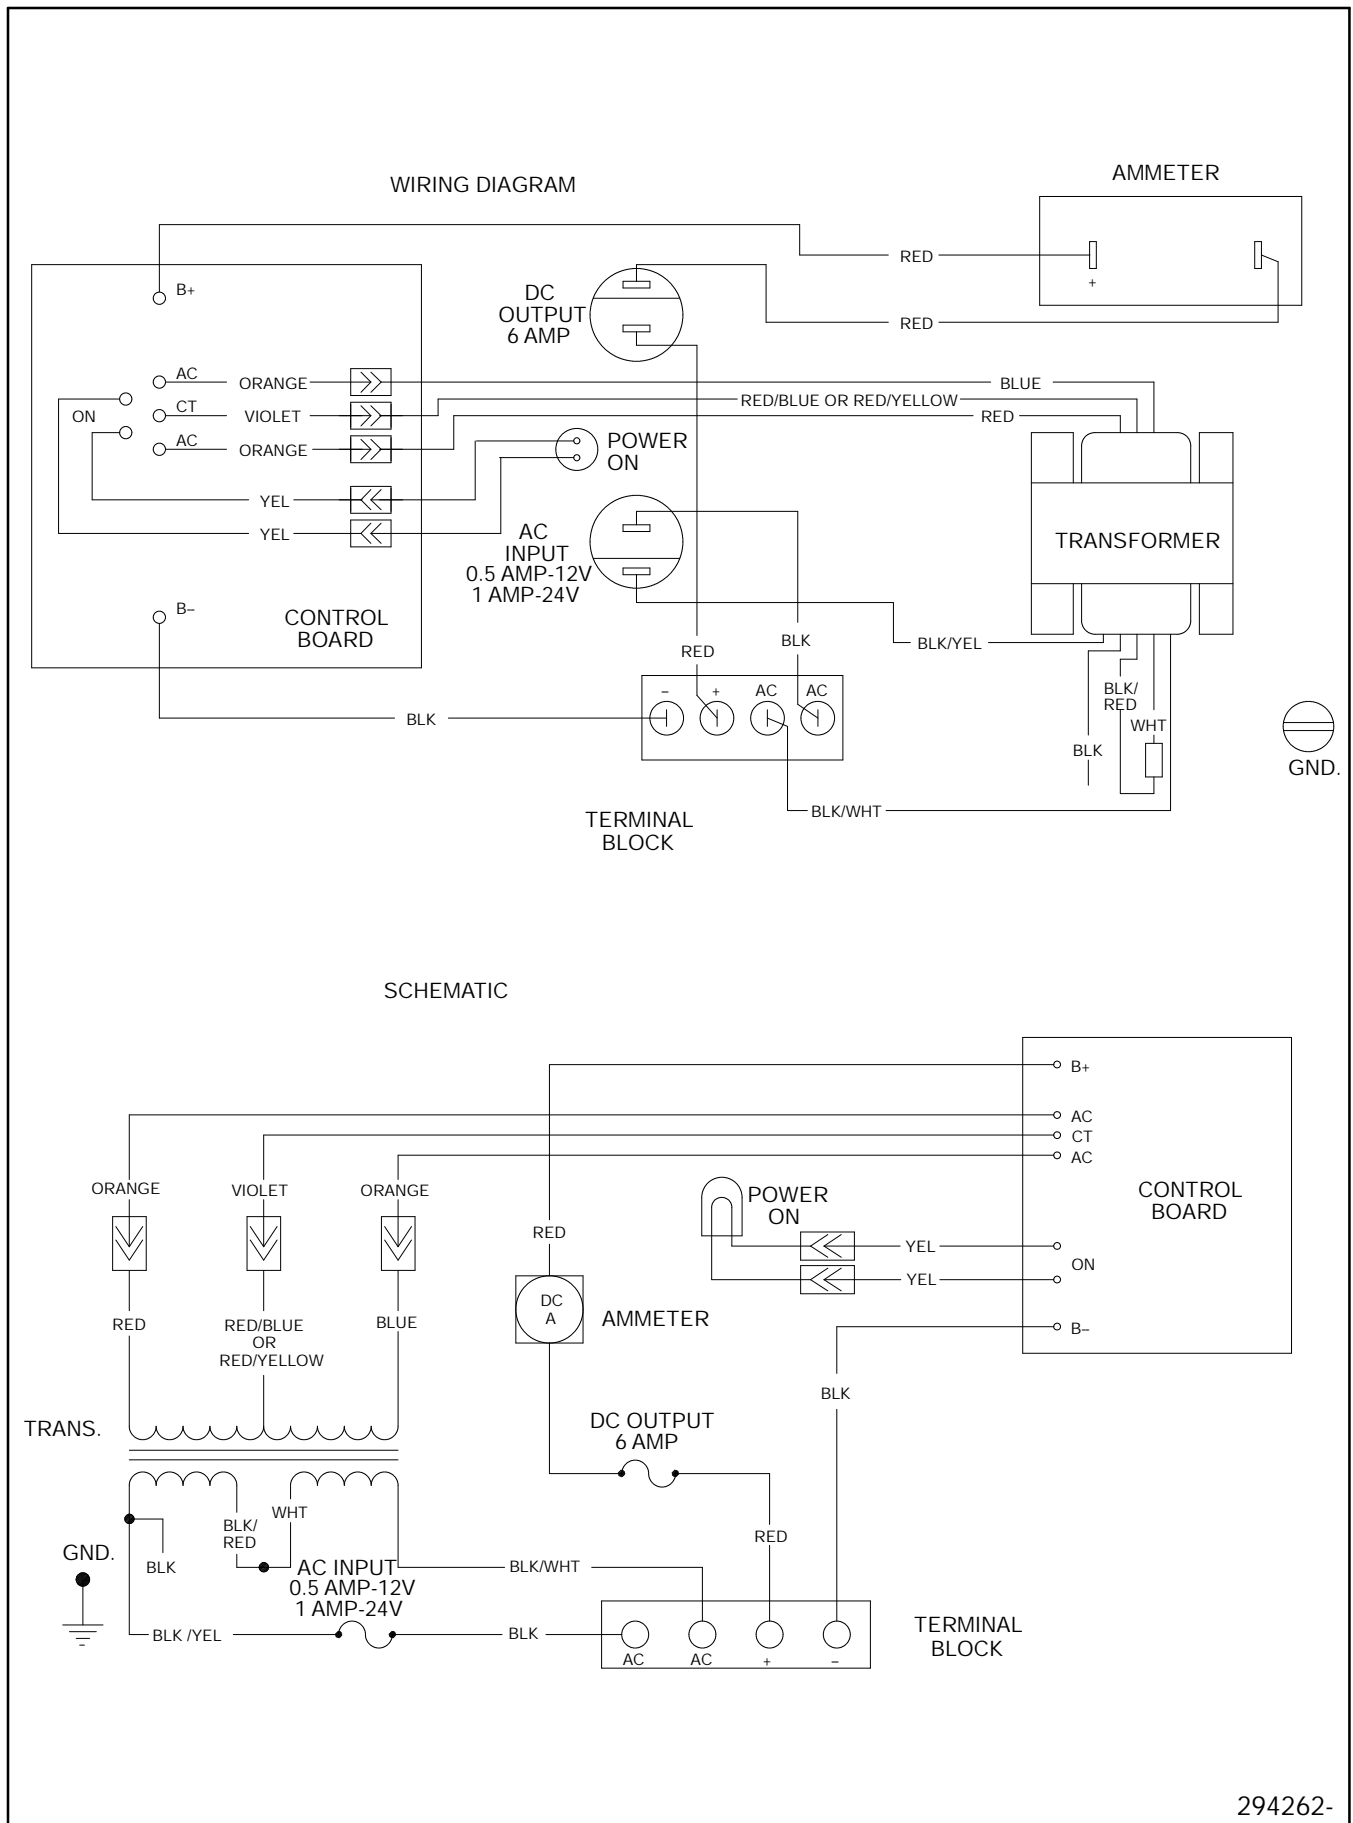 WIRING DIAGRAM
AMMETER
RED
+
RED
B+
DC
OUTPUT
6 AMP
AC
ORANGE
BLUE
CT
VIOLET
RED/BLUE OR RED/YELLOW
ON
AC
ORANGE
RED
POWER
ON
YEL
YEL
AC
INPUT
0.5 AMP-12V
1 AMP-24V
TRANSFORMER
B–
CONTROL
BOARD
RED
BLK
BLK/YEL
–
+
AC
AC
BLK/
RED
WHT
BLK
BLK
GND.
BLK/WHT
TERMINAL
BLOCK
SCHEMATIC
B+
AC
CT
AC
CONTROL
BOARD
ORANGE
VIOLET
ORANGE
POWER
ON
RED
YEL
ON
YEL
DC
A
AMMETER
RED
RED/BLUE
OR
RED/YELLOW
BLUE
B–
BLK
TRANS.
DC OUTPUT
6 AMP
WHT
BLK/
RED
RED
GND.
BLK
AC INPUT
0.5 AMP-12V
1 AMP-24V
BLK/WHT
BLK /YEL
BLK
AC
AC
+
–
TERMINAL
BLOCK
294262-